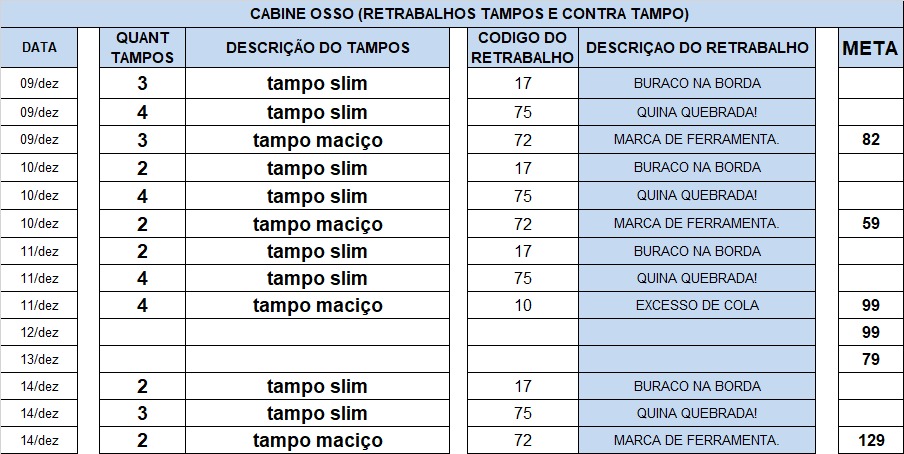 CABINE OSSO (RETRABALHOS TAMPOS E CONTRA TAMPO)
DATA QUANT TAMPOS DESCRIÇÃO DO TAMPOS CODIGO DO RETRABALHO DESCRIÇAO DO RETRABALHO META
09/dez 3 tampo slim 17 BURACO NA BORDA
09/dez 4 tampo slim 75 QUINA QUEBRADA!
09/dez 3 tampo maciço 72 MARCA DE FERRAMENTA. 82
10/dez 2 tampo slim 17 BURACO NA BORDA
10/dez 4 tampo slim 75 QUINA QUEBRADA!
10/dez 2 tampo maciço 72 MARCA DE FERRAMENTA. 59
11/dez 2 tampo slim 17 BURACO NA BORDA
11/dez 4 tampo slim 75 QUINA QUEBRADA!
11/dez 4 tampo maciço 10 EXCESSO DE COLA 99
12/dez 99
13/dez 79
14/dez 2 tampo slim 17 BURACO NA BORDA
14/dez 3 tampo slim 75 QUINA QUEBRADA!
14/dez 2 tampo maciço 72 MARCA DE FERRAMENTA. 129